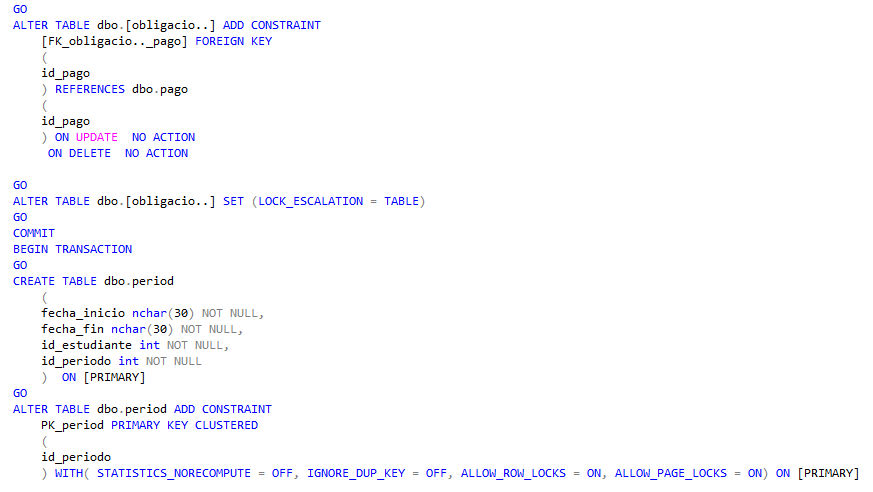 GO
ALTER TABLE dbo.[obligacio..] ADD CONSTRAINT
    [FK_obligacio.._pago] FOREIGN KEY
    (
    id_pago
    ) REFERENCES dbo.pago
    (
    id_pago
    ) ON UPDATE  NO ACTION
     ON DELETE  NO ACTION

GO
ALTER TABLE dbo.[obligacio..] SET (LOCK_ESCALATION = TABLE)
GO
COMMIT
BEGIN TRANSACTION
GO
CREATE TABLE dbo.period
    (
    fecha_inicio nchar(30) NOT NULL,
    fecha_fin nchar(30) NOT NULL,
    id_estudiante int NOT NULL,
    id_periodo int NOT NULL
    )  ON [PRIMARY]
GO
ALTER TABLE dbo.period ADD CONSTRAINT
    PK_period PRIMARY KEY CLUSTERED
    (
    id_periodo
    ) WITH( STATISTICS_NORECOMPUTE = OFF, IGNORE_DUP_KEY = OFF, ALLOW_ROW_LOCKS = ON, ALLOW_PAGE_LOCKS = ON) ON [PRIMARY]